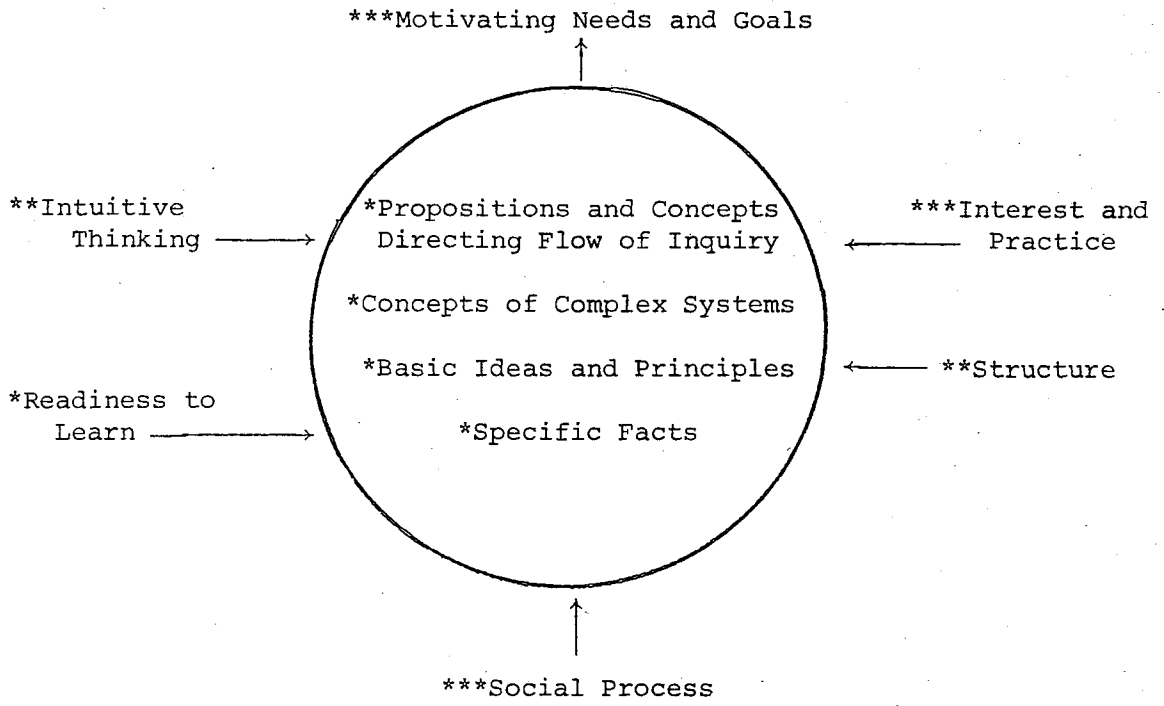 ***Motivating Needs and Goals
**Intuitive
Thinking
*Propositions and Concepts
Directing Flow of Inquiry
***Interest and
Practice
*Concepts of Complex Systems
*Basic Ideas and Principles
**Structure
*Readiness to
Learn
*Specific Facts
***Social Process